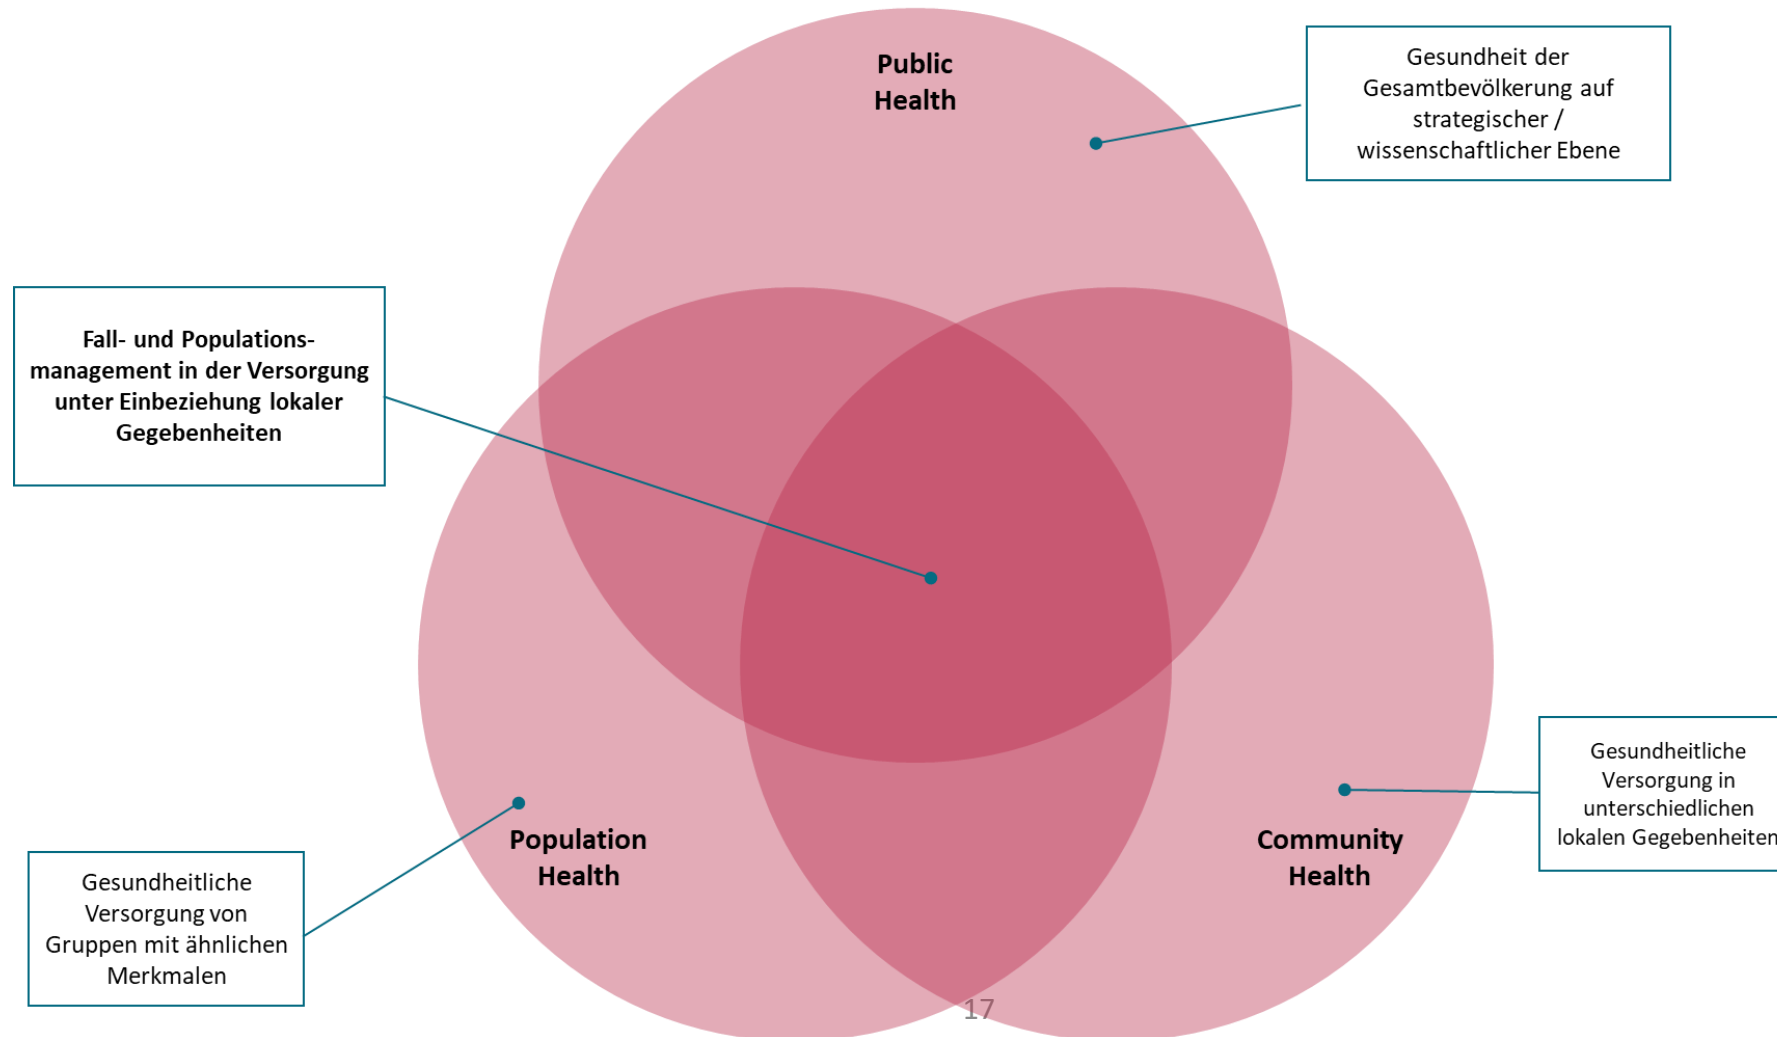 Public
Health
Gesundheit der
Gesamtbevölkerung auf
strategischer /
wissenschaftlicher Ebene
Fall- und Populations-
management in der Versorgung
unter Einbeziehung lokaler
Gegebenheiten
Population
Health
Community
Health
Gesundheitliche
Versorgung in
unterschiedlichen
lokalen Gegebenheiten
Gesundheitliche
Versorgung von
Gruppen mit ähnlichen
Merkmalen
17